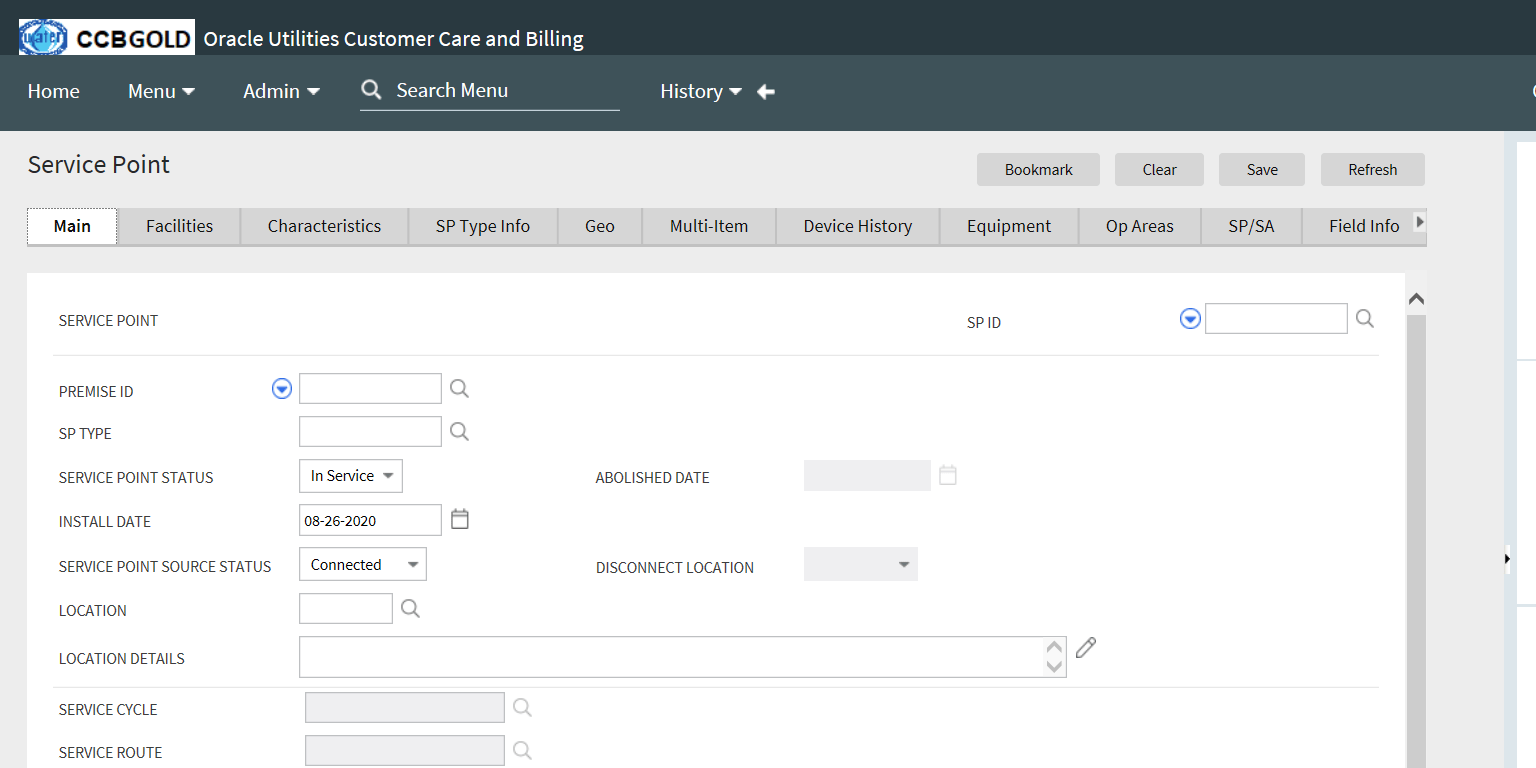 water CCBGOLD Oracle Utilities Customer Care and Billing
Home Menu Admin Search Menu History
Service Point Bookmark Clear Save Refresh
Main Facilities Characteristics SP Type Info Geo Multi-Item Device History Equipment Op Areas SP/SA Field Info
SERVICE POINT SP ID
PREMISE ID
SP TYPE
SERVICE POINT STATUS In Service ABOLISHED DATE
INSTALL DATE 08-26-2020
SERVICE POINT SOURCE STATUS Connected DISCONNECT LOCATION
LOCATION
LOCATION DETAILS
SERVICE CYCLE
SERVICE ROUTE